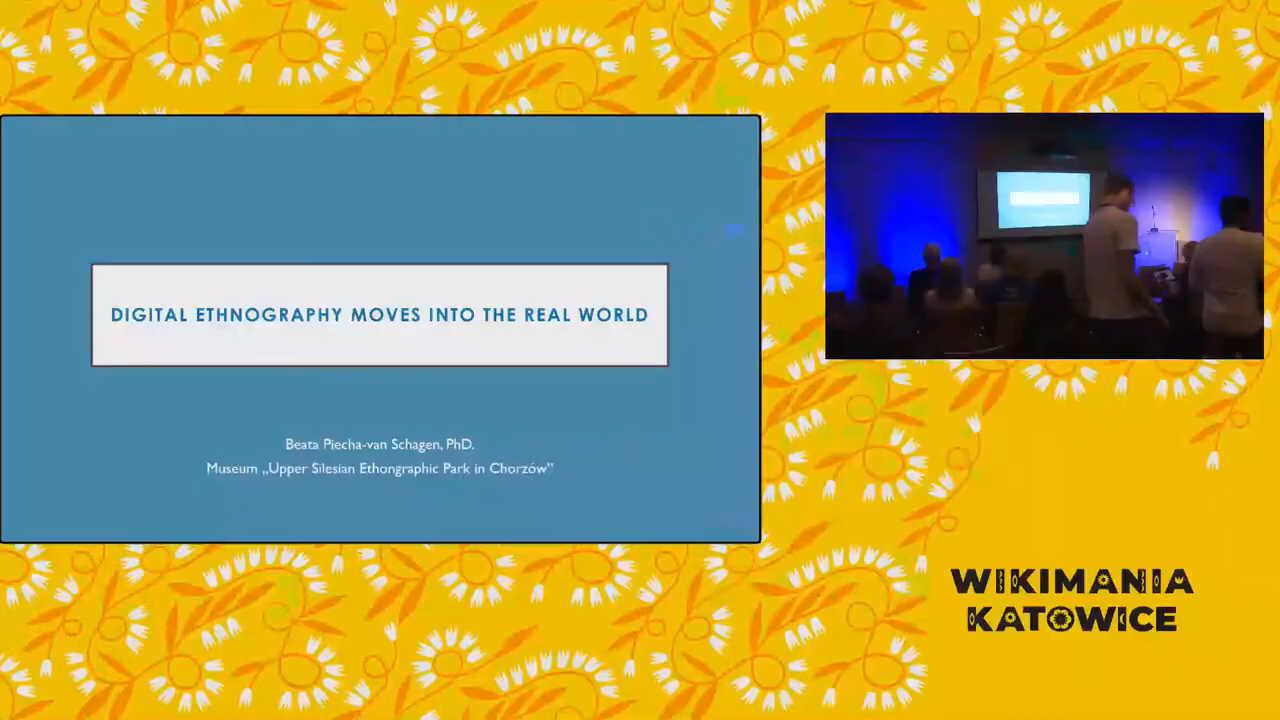 DIGITAL ETHNOGRAPHY MOVES INTO THE REAL WORLD
Beata Piecha-van Schagen, PhD.
Museum „Upper Silesian Ethongraphic Park in Chorzów"
WIKIMANIA
KATOWICE